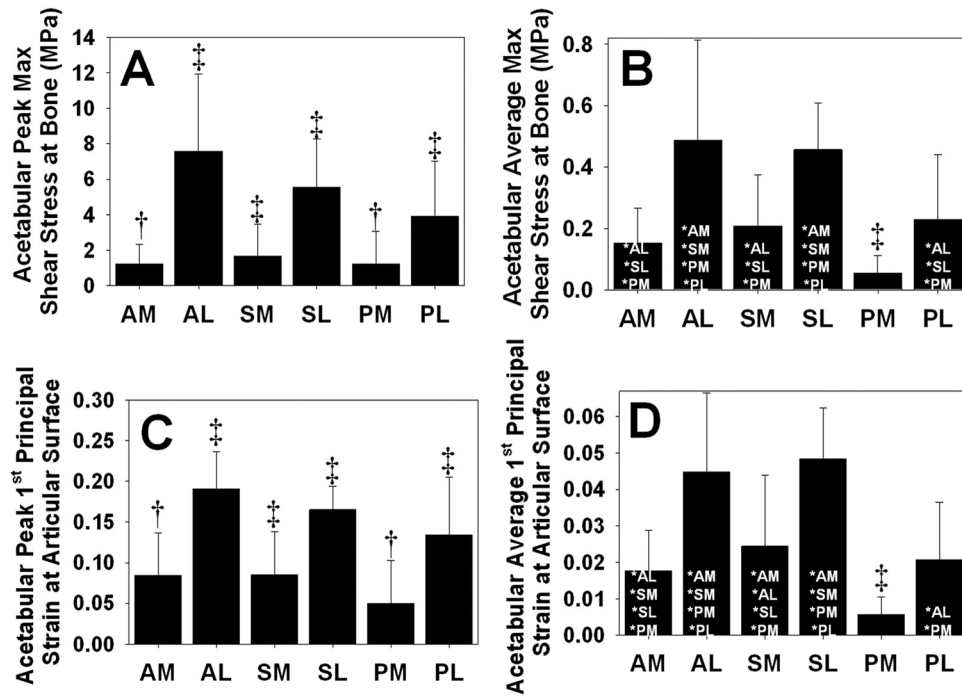 A
Acetabular Peak Max
Shear Stress at Bone (MPa)
14
12
10
8
6
4
2
0
† ‡ ‡ ‡ † ‡
AM AL SM SL PM PL
B
Acetabular Average Max
Shear Stress at Bone (MPa)
0.8
0.6
0.4
0.2
0.0
‡
*AL
*SL
*PM
*AM
*SM
*PM
*PL
*AL
*SL
*PM
*AM
*SM
*PM
*PL
*AL
*SL
*PM
AM AL SM SL PM PL
C
Acetabular Peak 1st Principal
Strain at Articular Surface
0.30
0.25
0.20
0.15
0.10
0.05
0.00
† ‡ ‡ ‡ † ‡
AM AL SM SL PM PL
D
Acetabular Average 1st Principal
Strain at Articular Surface
0.06
0.05
0.04
0.03
0.02
0.01
0.00
‡
*AL
*SM
*SL
*PM
*AM
*SM
*PM
*PL
*AM
*AL
*SL
*PM
*AM
*SM
*PM
*PL
*AL
*PM
AM AL SM SL PM PL